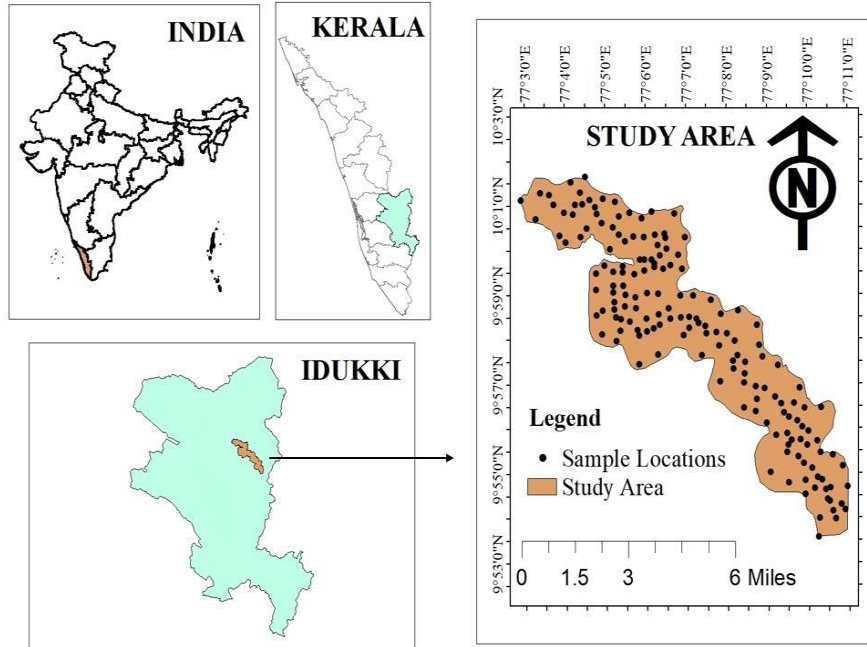 INDIA
KERALA
IDUKKI
77°3'0"E 77°4'0"E 77°5'0"E 77°6'0"E 77°7'0"E 77°8'0"E 77°9'0"E 77°10'0"E 77°11'0"E
10°3'0"N
10°1'0"N
9°59'0"N
9°57'0"N
9°55'0"N
9°53'0"N
STUDY AREA
N
Legend
Sample Locations
Study Area
0 1.5 3 6 Miles